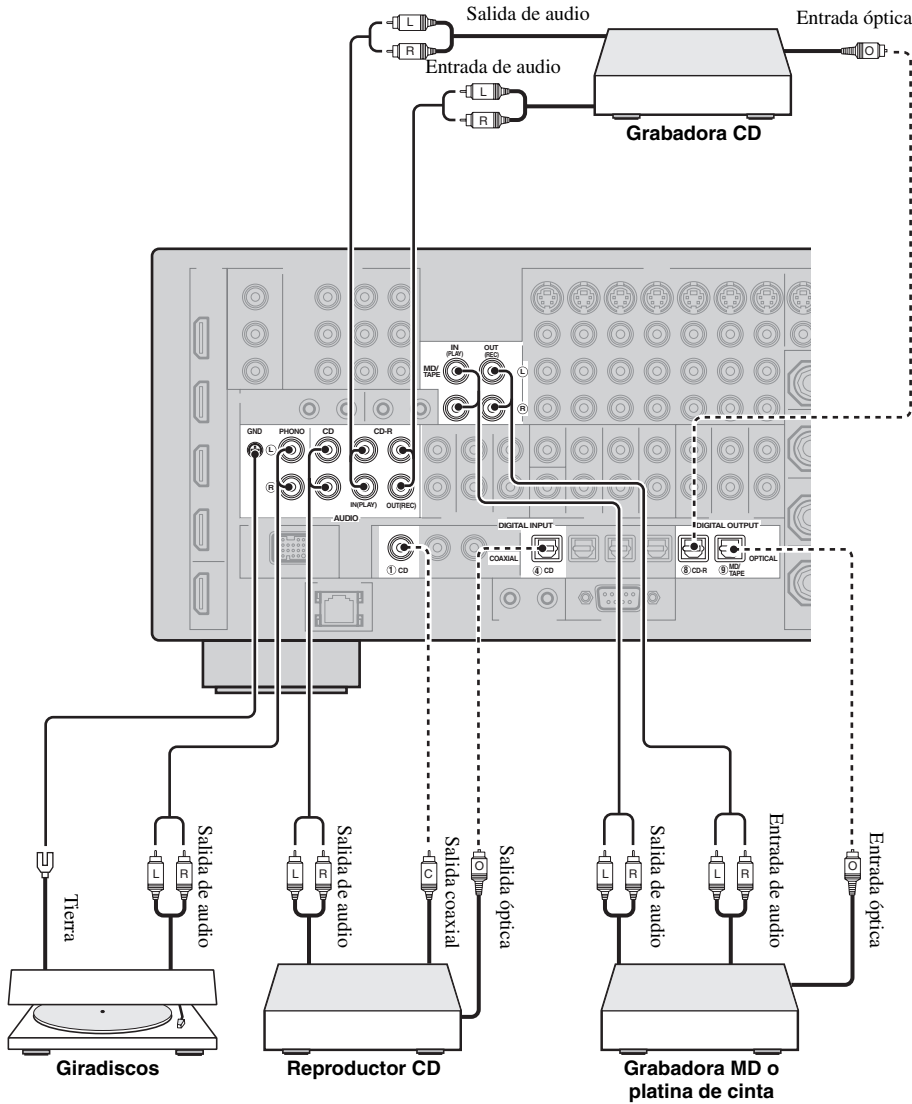 Salida de audio
Entrada óptica
L
R
O
Entrada de audio
L
R
Grabadora CD
IN
(PLAY)
OUT
(REC)
MD/
TAPE
L
R
GND
PHONO
CD
CD-R
L
R
IN(PLAY)
OUT(REC)
AUDIO
DIGITAL INPUT
DIGITAL OUTPUT
COAXIAL
OPTICAL
① CD
④ CD
⑧ CD-R
⑨ MD/
TAPE
Tierra
L
R
Salida de audio
L
R
Salida de audio
C
Salida coaxial
O
Salida óptica
L
R
Salida de audio
L
R
Entrada de audio
O
Entrada óptica
Giradiscos
Reproductor CD
Grabadora MD o
platina de cinta